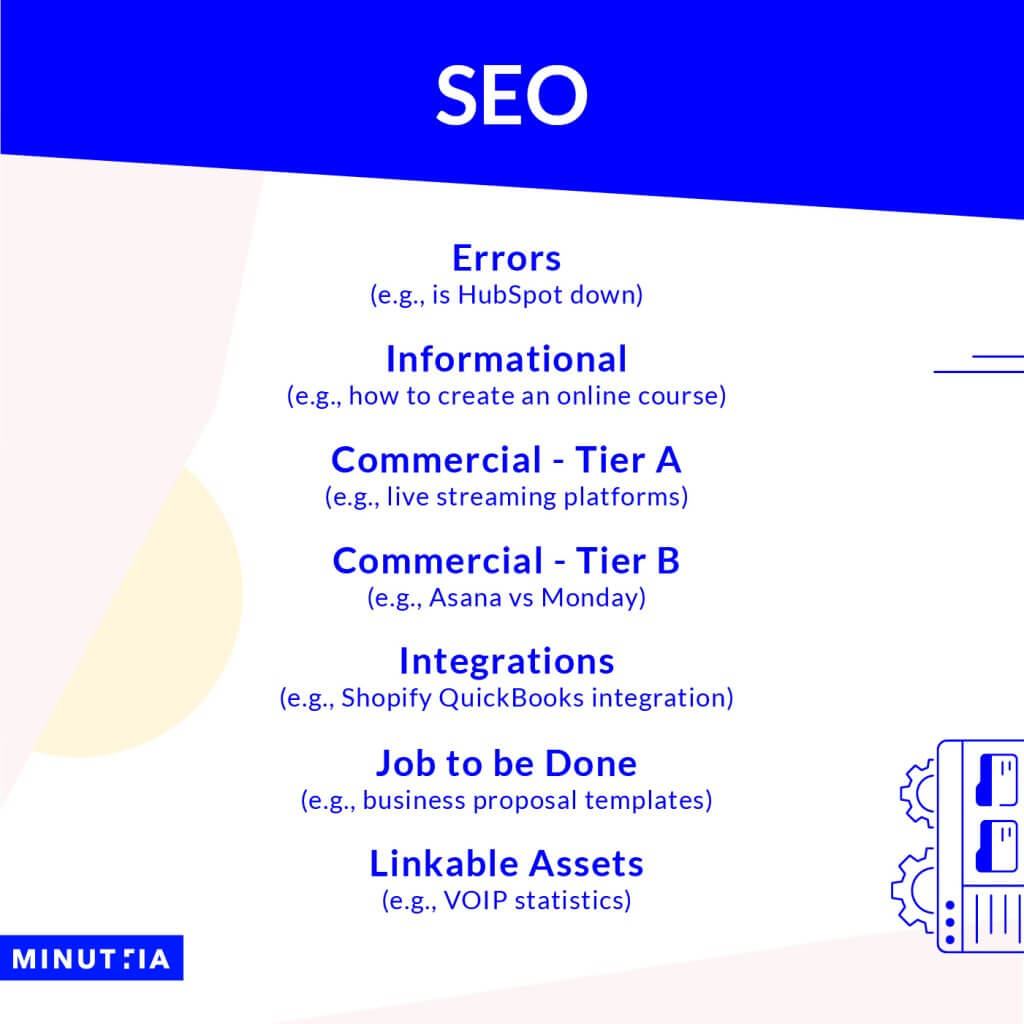 SEO
Errors
(e.g., is HubSpot down)
Informational
(e.g., how to create an online course)
Commercial - Tier A
(e.g., live streaming platforms)
Commercial - Tier B
(e.g., Asana vs Monday)
Integrations
(e.g., Shopify QuickBooks integration)
Job to be Done
(e.g., business proposal templates)
Linkable Assets
(e.g., VOIP statistics)
MINUTTIA